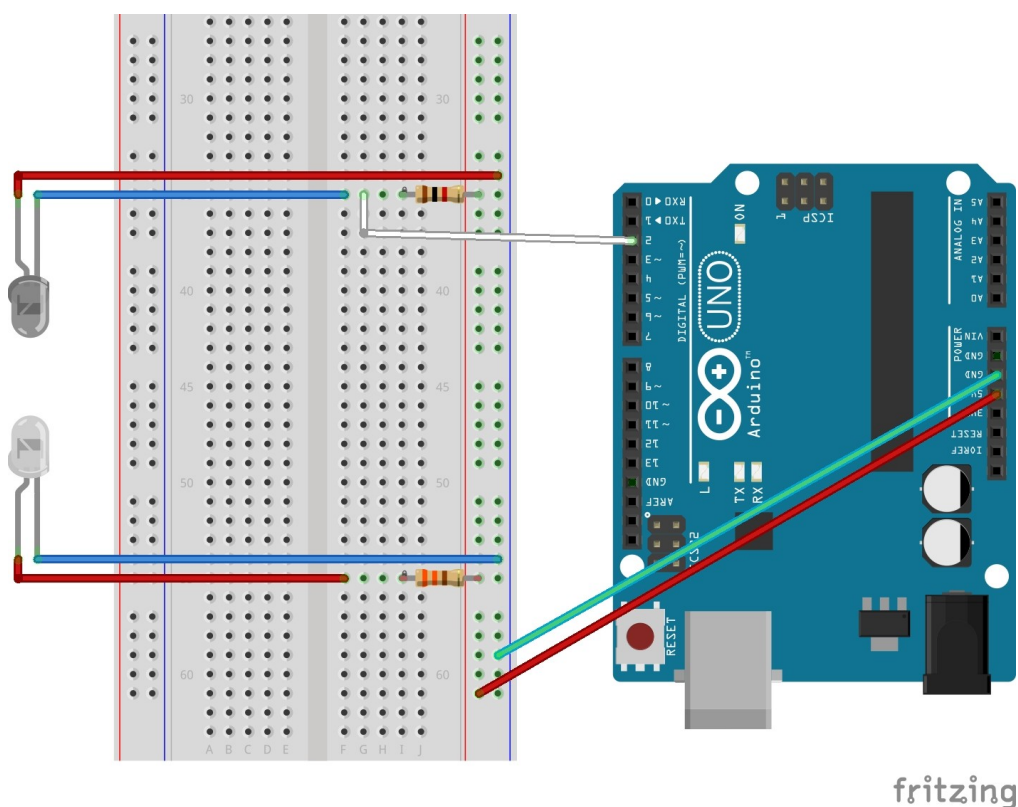 30 30
40 40
45 45
50 50
60 60
A B C D E F G H I J
RX◄0
TX►1
2
~3
4
~5
~6
7
8
~9
~10
~11
12
13
GND
AREF
DIGITAL (PWM=~)
ON
1
ICSP
UNO
Arduino™
L
TX
RX
ICSP2
RESET
ANALOG IN
A5
A4
A3
A2
A1
A0
POWER
VIN
GND
GND
5V
RESET
IOREF
fritzing